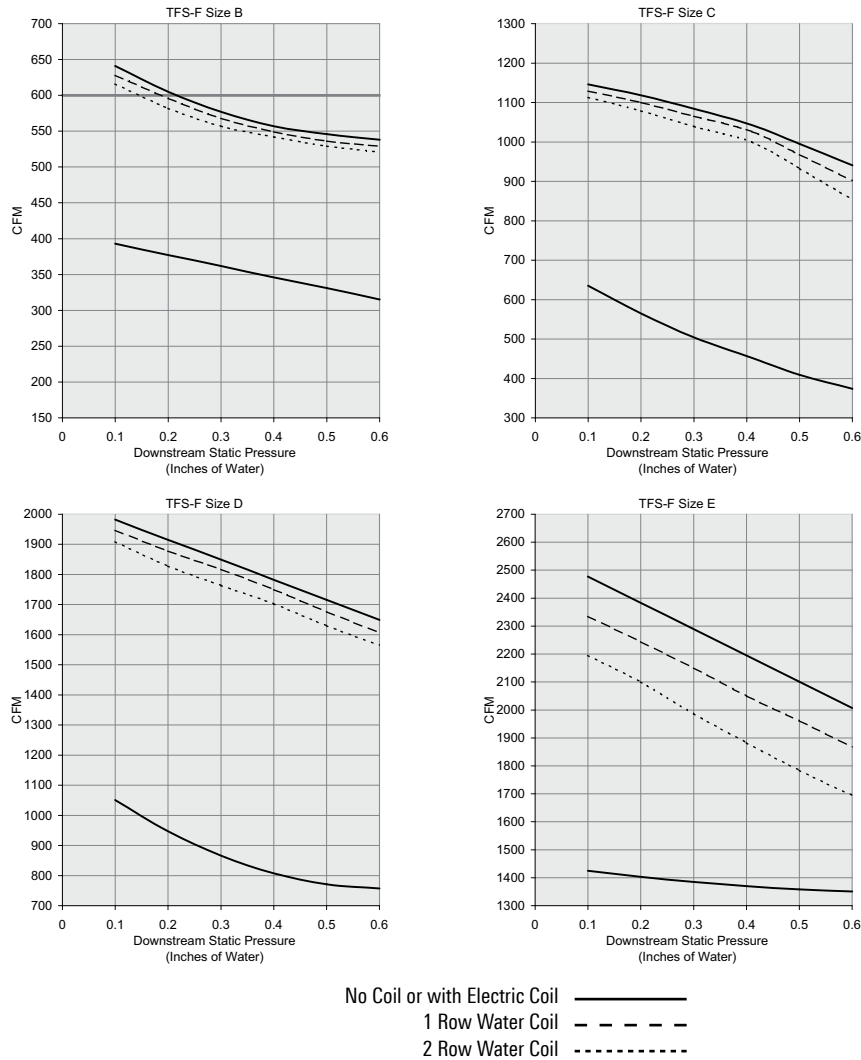 TFS-F Size B
CFM
700
650
600
550
500
450
400
350
300
250
200
150
0 0.1 0.2 0.3 0.4 0.5 0.6
Downstream Static Pressure
(Inches of Water)
TFS-F Size C
CFM
1300
1200
1100
1000
900
800
700
600
500
400
300
0 0.1 0.2 0.3 0.4 0.5 0.6
Downstream Static Pressure
(Inches of Water)
TFS-F Size D
CFM
2000
1900
1800
1700
1600
1500
1400
1300
1200
1100
1000
900
800
700
0 0.1 0.2 0.3 0.4 0.5 0.6
Downstream Static Pressure
(Inches of Water)
TFS-F Size E
CFM
2700
2600
2500
2400
2300
2200
2100
2000
1900
1800
1700
1600
1500
1400
1300
0 0.1 0.2 0.3 0.4 0.5 0.6
Downstream Static Pressure
(Inches of Water)
No Coil or with Electric Coil
1 Row Water Coil
2 Row Water Coil